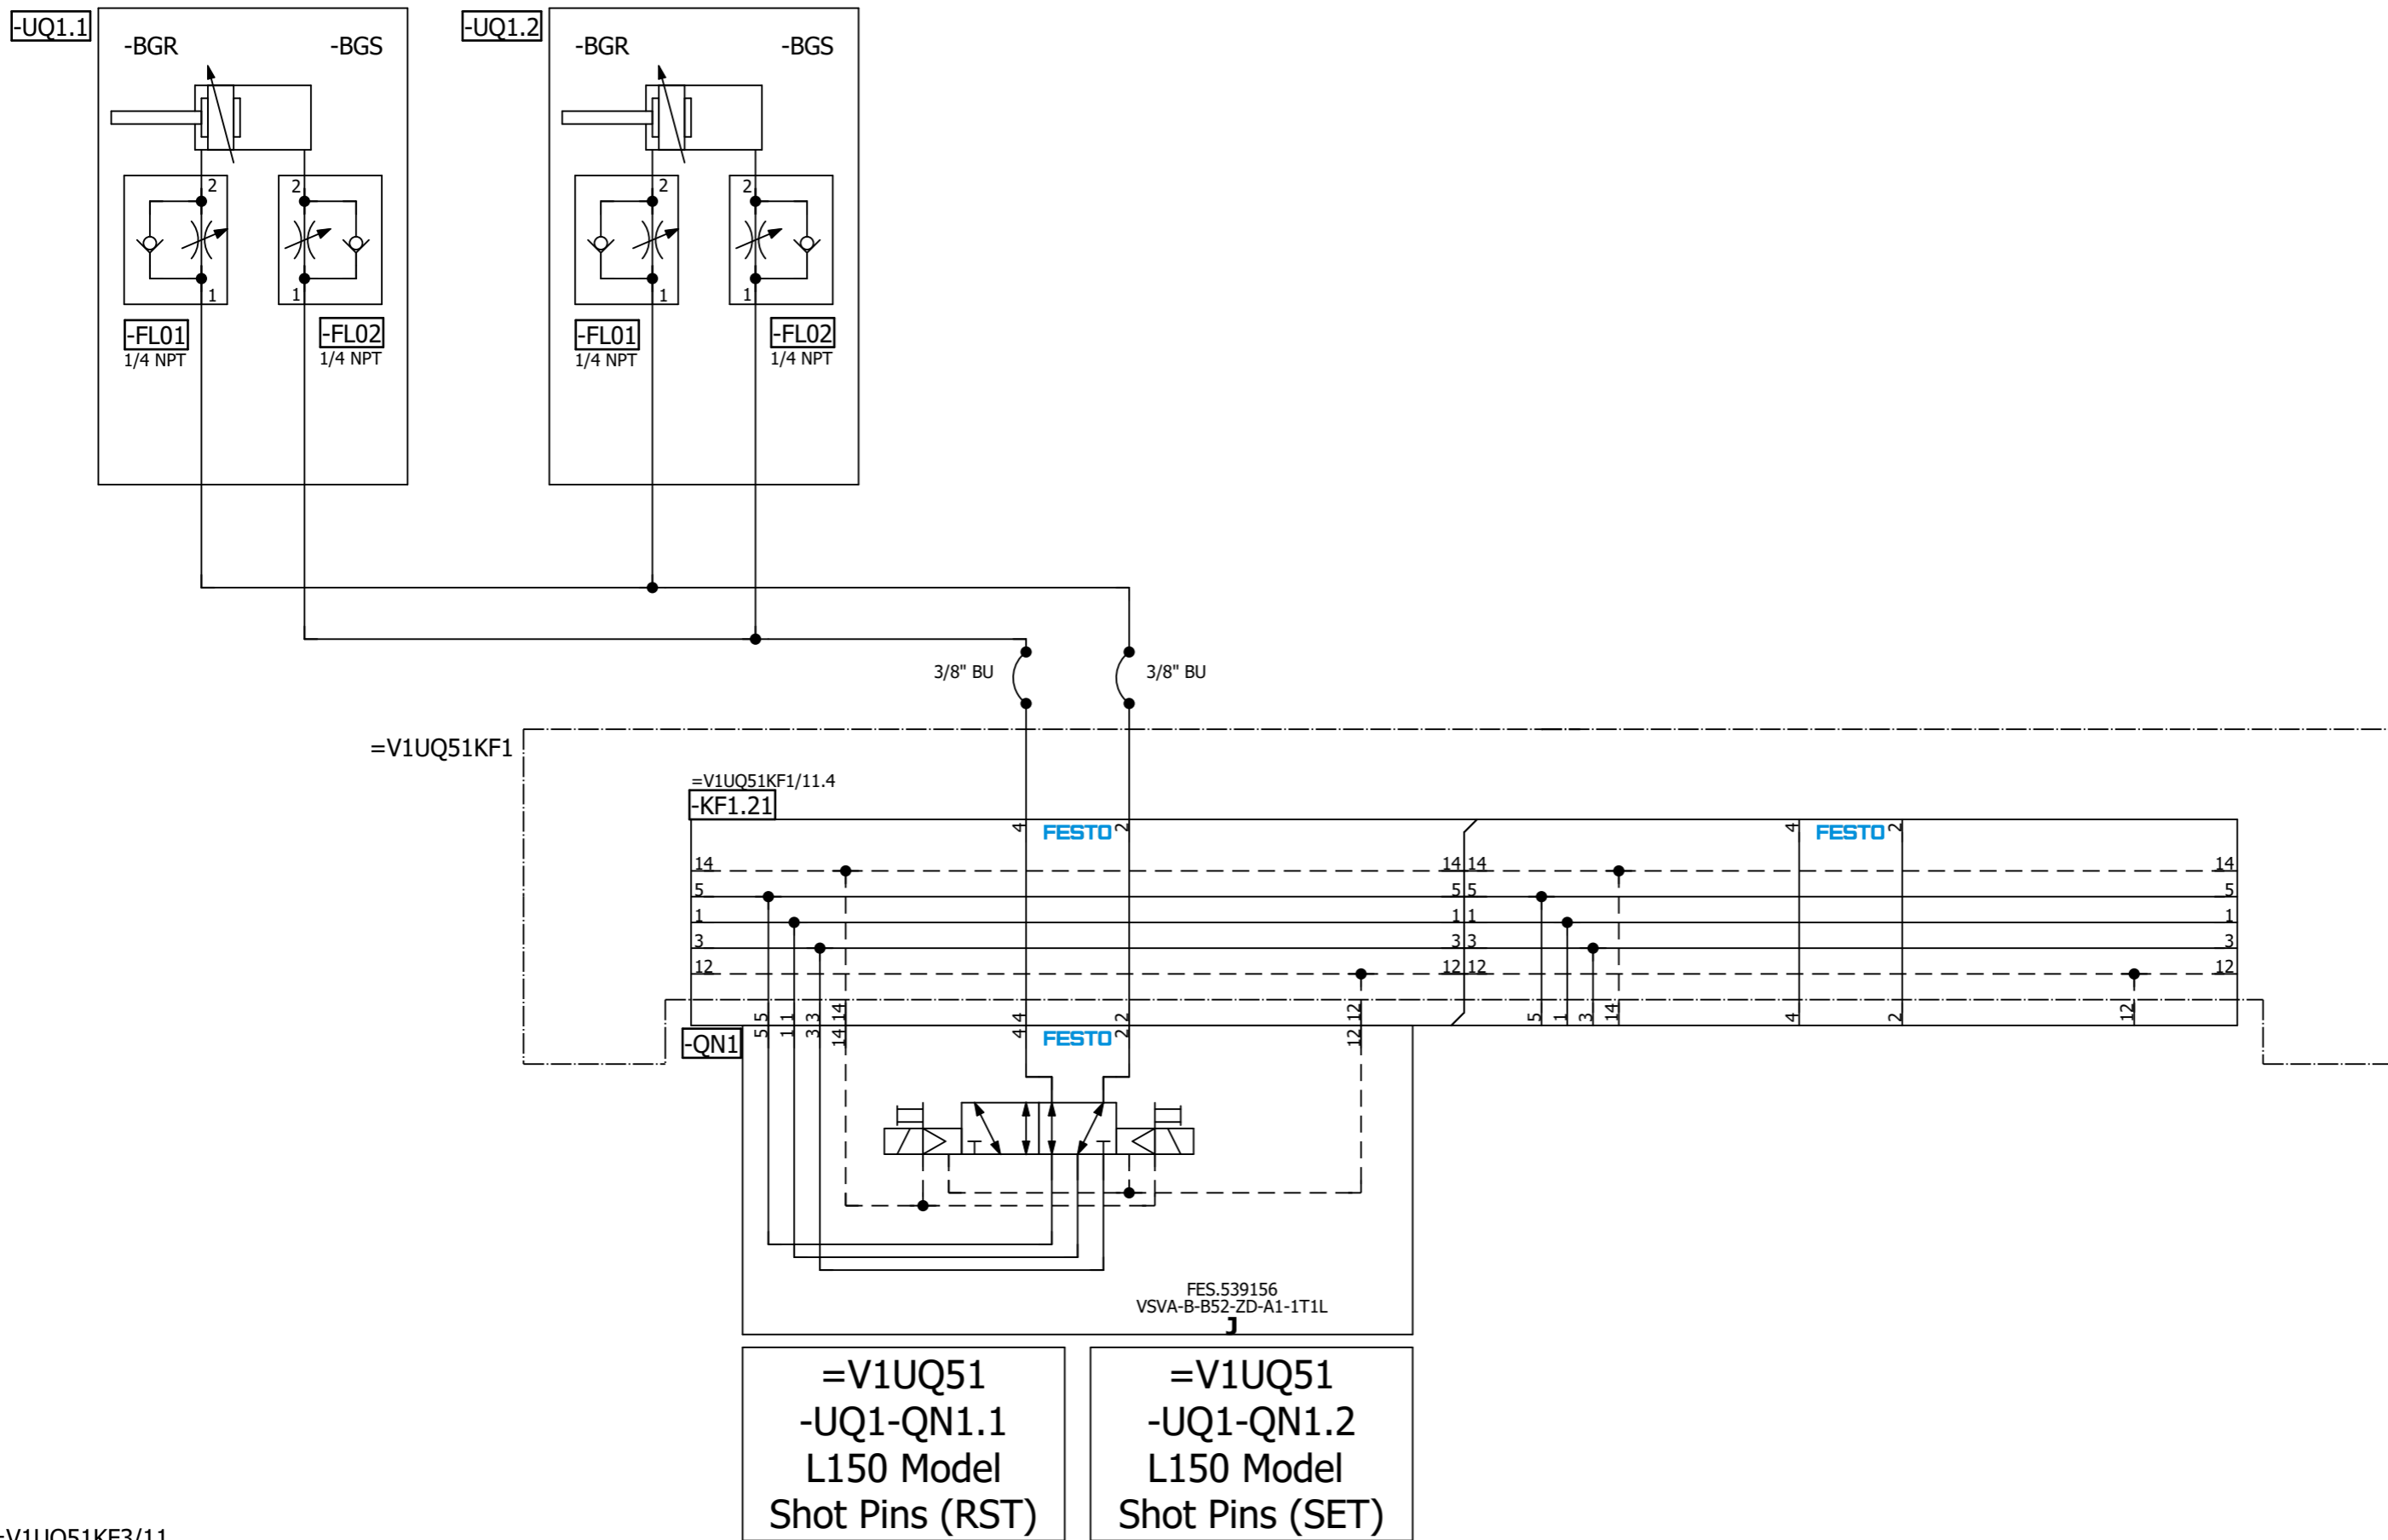 -UQ1.1
-BGR
-BGS
2
2
1
1
-FL01
1/4 NPT
-FL02
1/4 NPT
-UQ1.2
-BGR
-BGS
2
2
1
1
-FL01
1/4 NPT
-FL02
1/4 NPT
3/8" BU
3/8" BU
=V1UQ51KF1
=V1UQ51KF1/11.4
-KF1.21
4
FESTO
2
4
FESTO
2
14
14
14
14
5
5
5
5
1
1
1
1
3
3
3
3
12
12
12
12
5
1
3
14
4
2
12
5
1
3
14
4
2
12
-QN1
5
1
3
14
4
FESTO
2
12
FES.539156
VSVA-B-B52-ZD-A1-1T1L
J
=V1UQ51
-UQ1-QN1.1
L150 Model
Shot Pins (RST)
=V1UQ51
-UQ1-QN1.2
L150 Model
Shot Pins (SET)
=V1UQ51KF3/11